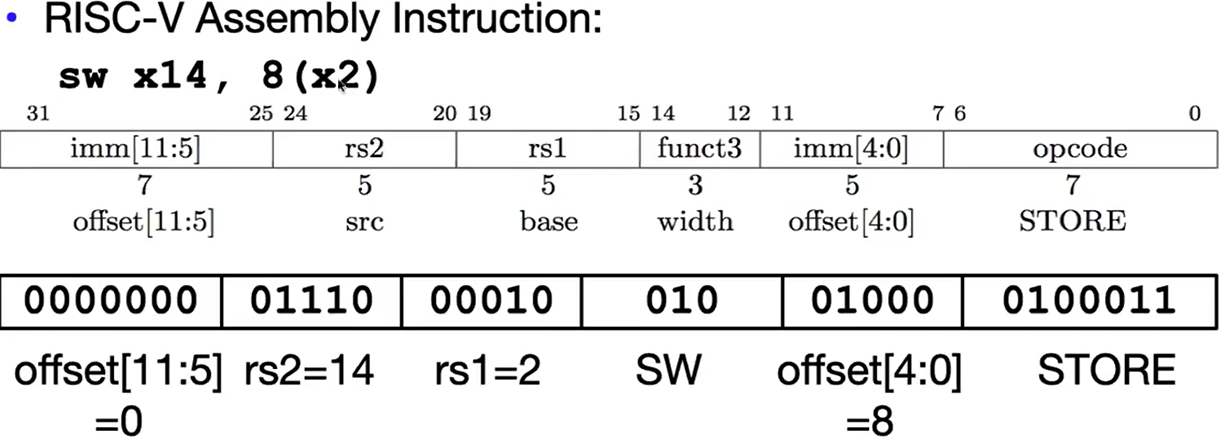 • RISC-V Assembly Instruction:
sw x14, 8(x2)
31 25 24 20 19 15 14 12 11 7 6 0
imm[11:5] rs2 rs1 funct3 imm[4:0] opcode
7 5 5 3 5 7
offset[11:5] src base width offset[4:0] STORE
0000000 01110 00010 010 01000 0100011
offset[11:5] rs2=14 rs1=2 SW offset[4:0] STORE
=0 =8